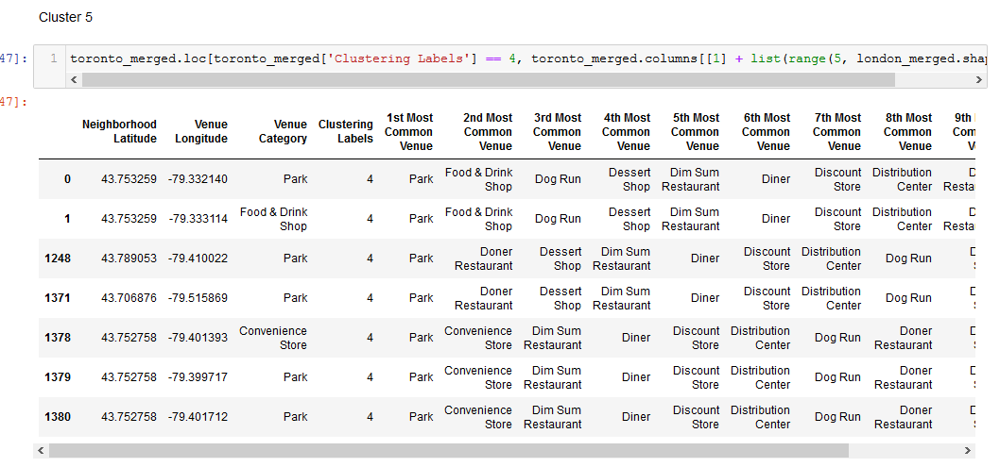 Cluster 5
47]: 1 toronto_merged.loc[toronto_merged['Clustering Labels'] == 4, toronto_merged.columns[[1] + list(range(5, london_merged.shap
47]:
Neighborhood Latitude Venue Longitude Venue Category Clustering Labels 1st Most Common Venue 2nd Most Common Venue 3rd Most Common Venue 4th Most Common Venue 5th Most Common Venue 6th Most Common Venue 7th Most Common Venue 8th Most Common Venue 9th
0 43.753259 -79.332140 Park 4 Park Food & Drink Shop Dog Run Dessert Shop Dim Sum Restaurant Diner Discount Store Distribution Center
1 43.753259 -79.333114 Food & Drink Shop 4 Park Food & Drink Shop Dog Run Dessert Shop Dim Sum Restaurant Diner Discount Store Distribution Center
1248 43.789053 -79.410022 Park 4 Park Doner Restaurant Dessert Shop Dim Sum Restaurant Diner Discount Store Distribution Center Dog Run
1371 43.706876 -79.515869 Park 4 Park Doner Restaurant Dessert Shop Dim Sum Restaurant Diner Discount Store Distribution Center Dog Run
1378 43.752758 -79.401393 Convenience Store 4 Park Convenience Store Dim Sum Restaurant Diner Discount Store Distribution Center Dog Run Doner Restaurant
1379 43.752758 -79.399717 Park 4 Park Convenience Store Dim Sum Restaurant Diner Discount Store Distribution Center Dog Run Doner Restaurant
1380 43.752758 -79.401712 Park 4 Park Convenience Store Dim Sum Restaurant Diner Discount Store Distribution Center Dog Run Doner Restaurant